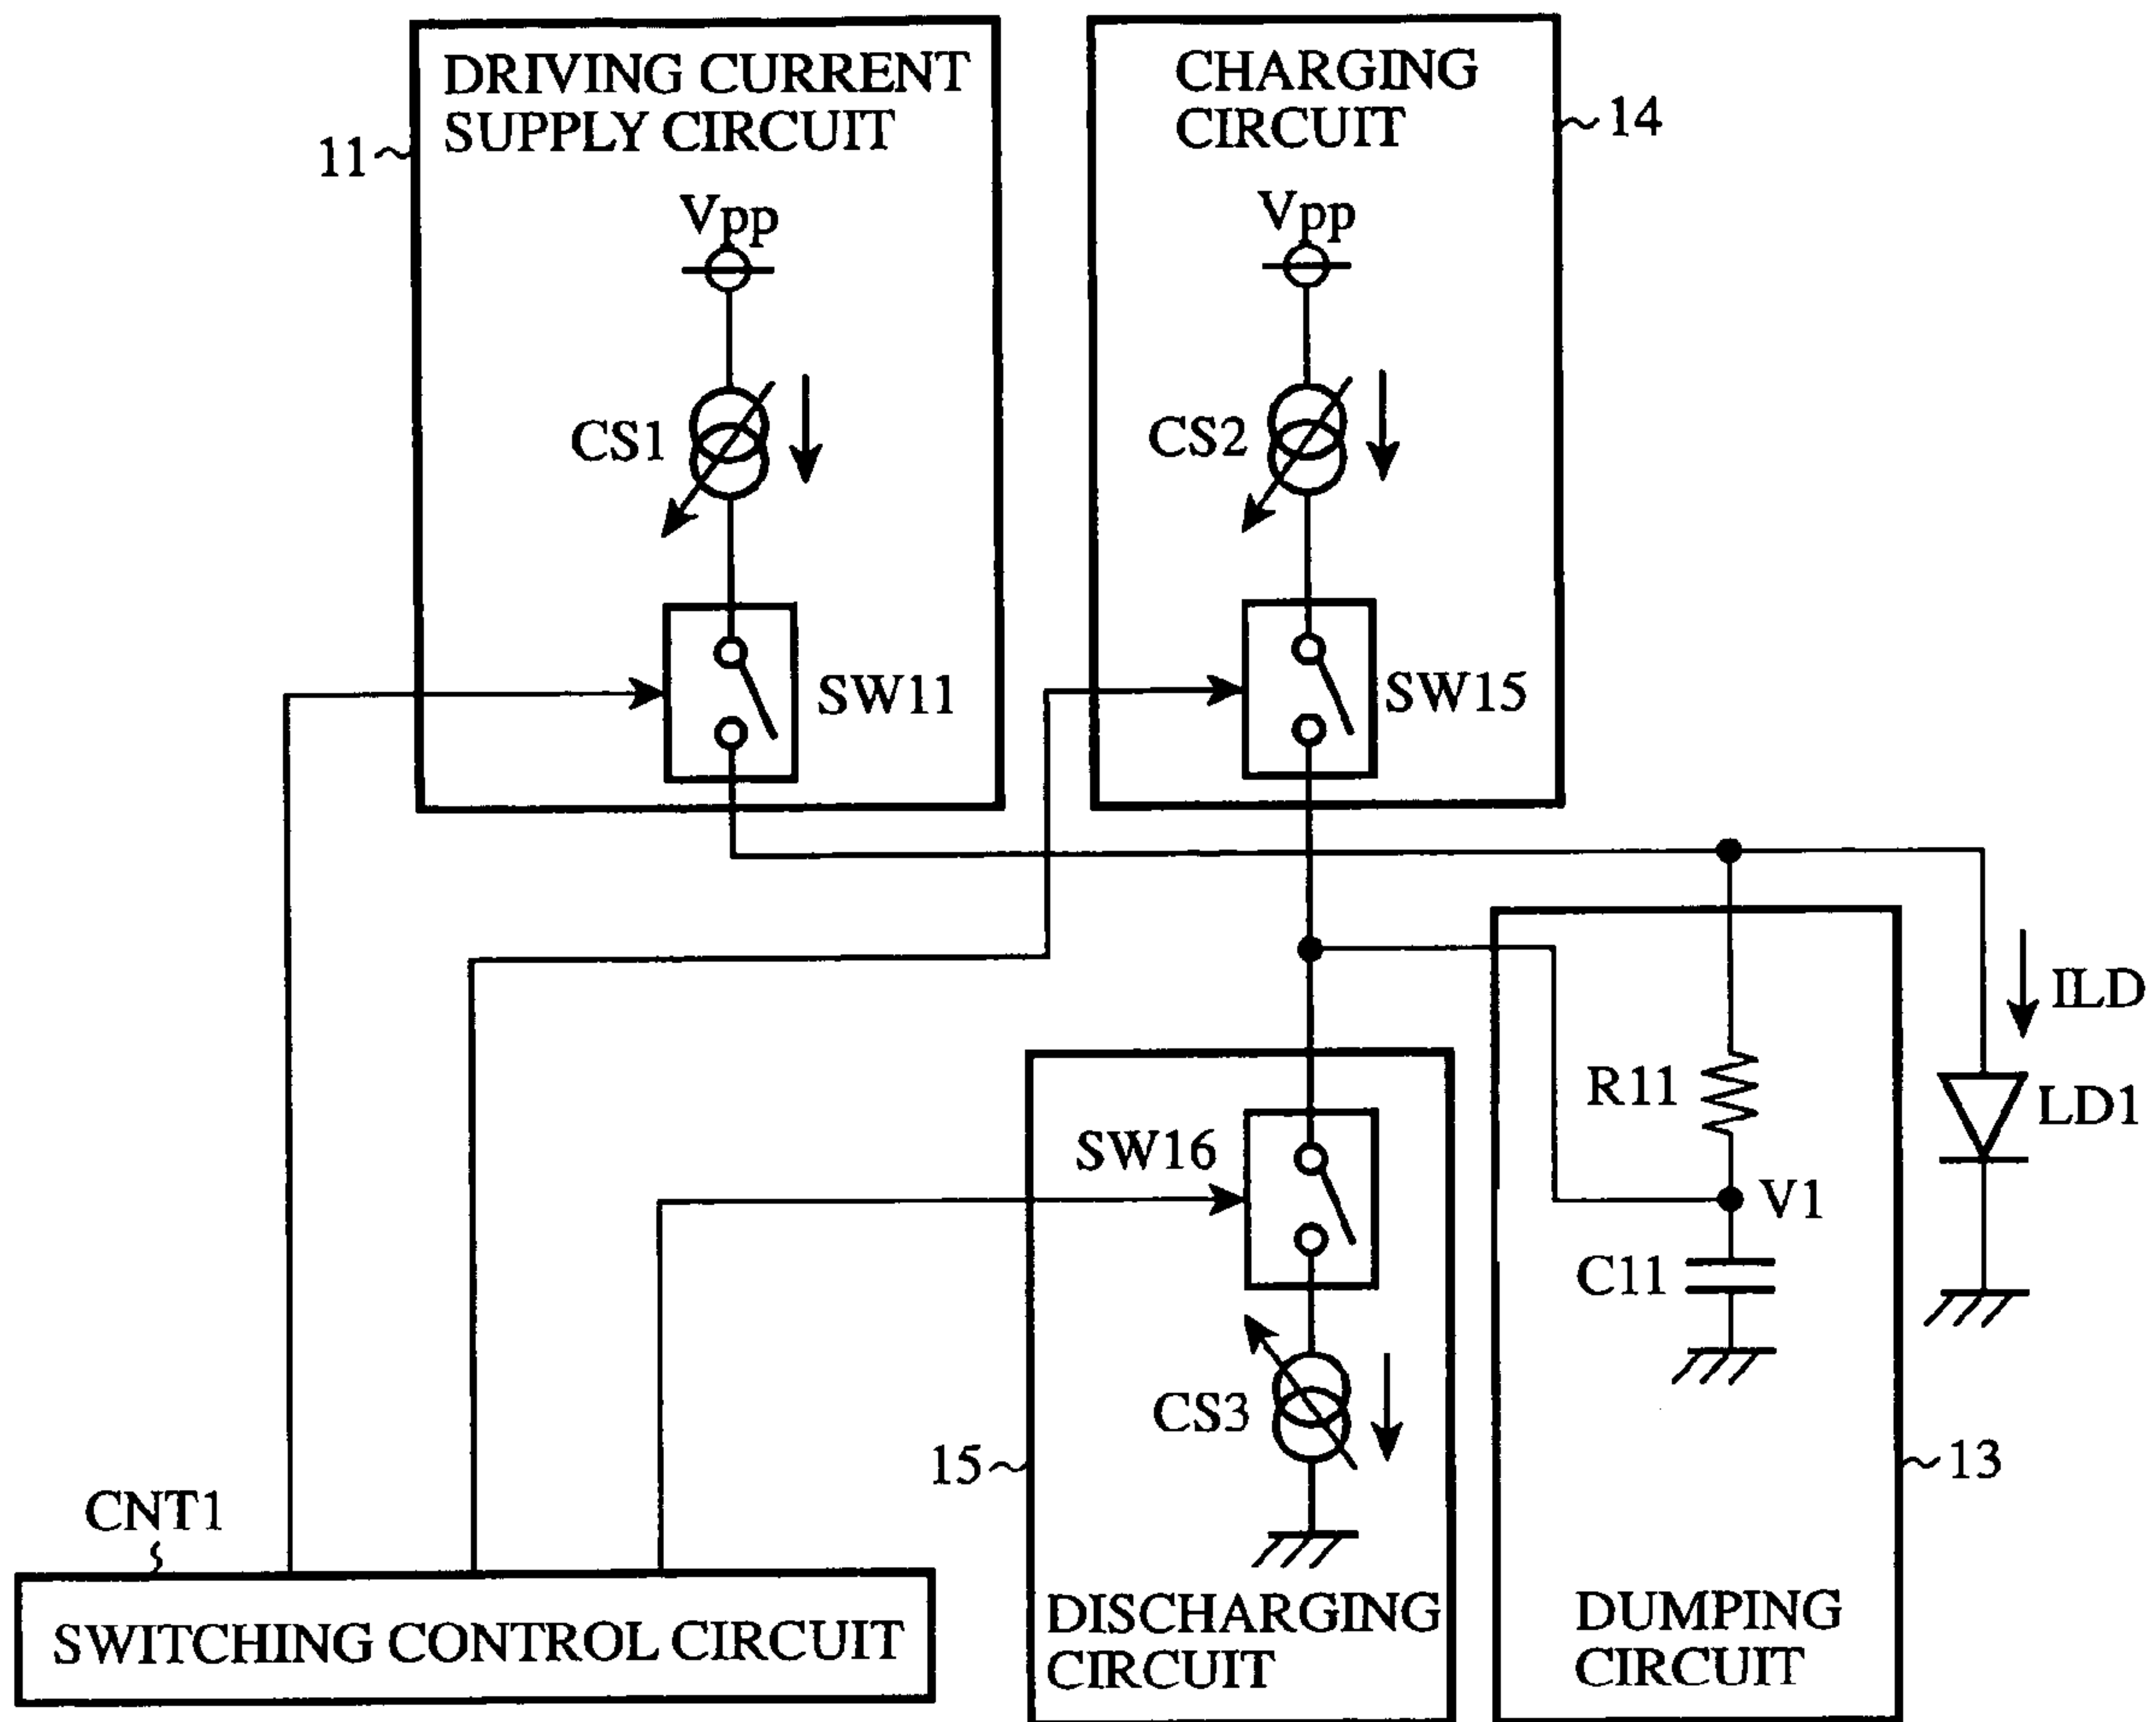 DRIVING CURRENT
SUPPLY CIRCUIT
11
Vpp
CS1
SW11
CHARGING
CIRCUIT
14
Vpp
CS2
SW15
ILD
R11
LD1
V1
C11
SW16
CS3
15
13
CNT1
SWITCHING CONTROL CIRCUIT
DISCHARGING
CIRCUIT
DUMPING
CIRCUIT